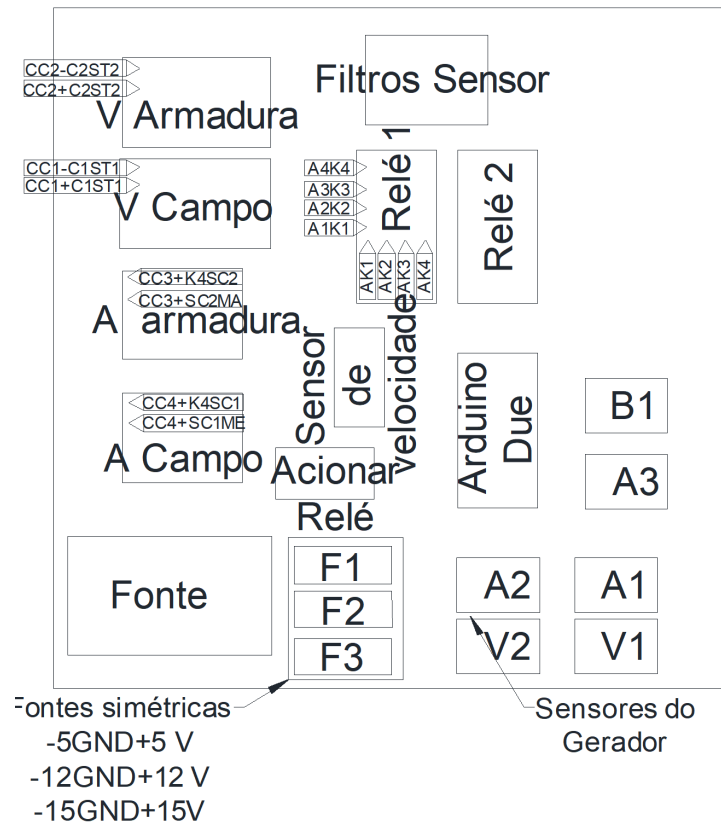 CC2-C2ST2
CC2+C2ST2
V Armadura
Filtros Sensor
CC1-C1ST1
CC1+C1ST1
V Campo
A4K4
A3K3
A2K2
A1K1
Relé 1
AK1
AK2
AK3
AK4
Relé 2
CC3+K4SC2
CC3+SC2MA
A armadura
Sensor
de
velocidade
CC4+K4SC1
CC4+SC1ME
A Campo
Acionar
Relé
Arduino
Due
B1
A3
Fonte
F1
F2
F3
A2
A1
V2
V1
Fontes simétricas
-5GND+5 V
-12GND+12 V
-15GND+15V
Sensores do
Gerador